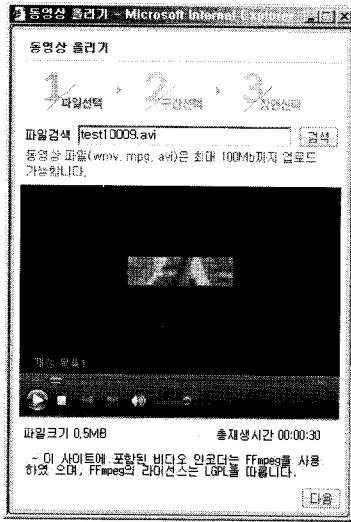 동영상 올리기 - Microsoft Internet Explorer
동영상 올리기
1 파일선택 > 2 구간선택 > 3 장면선택
파일검색 test10009.avi 검색
동영상 파일(wmv, mpg, avi)은 최대 100Mb까지 업로드
가능합니다.
재생 목록1
파일크기 0,5MB 총재생시간 00:00:30
- 이 사이트에 포함된 비디오 인코더는 FFmpeg를 사용
하였 으며, FFmpeg의 라이선스는 LGPL를 따릅니다.
다음